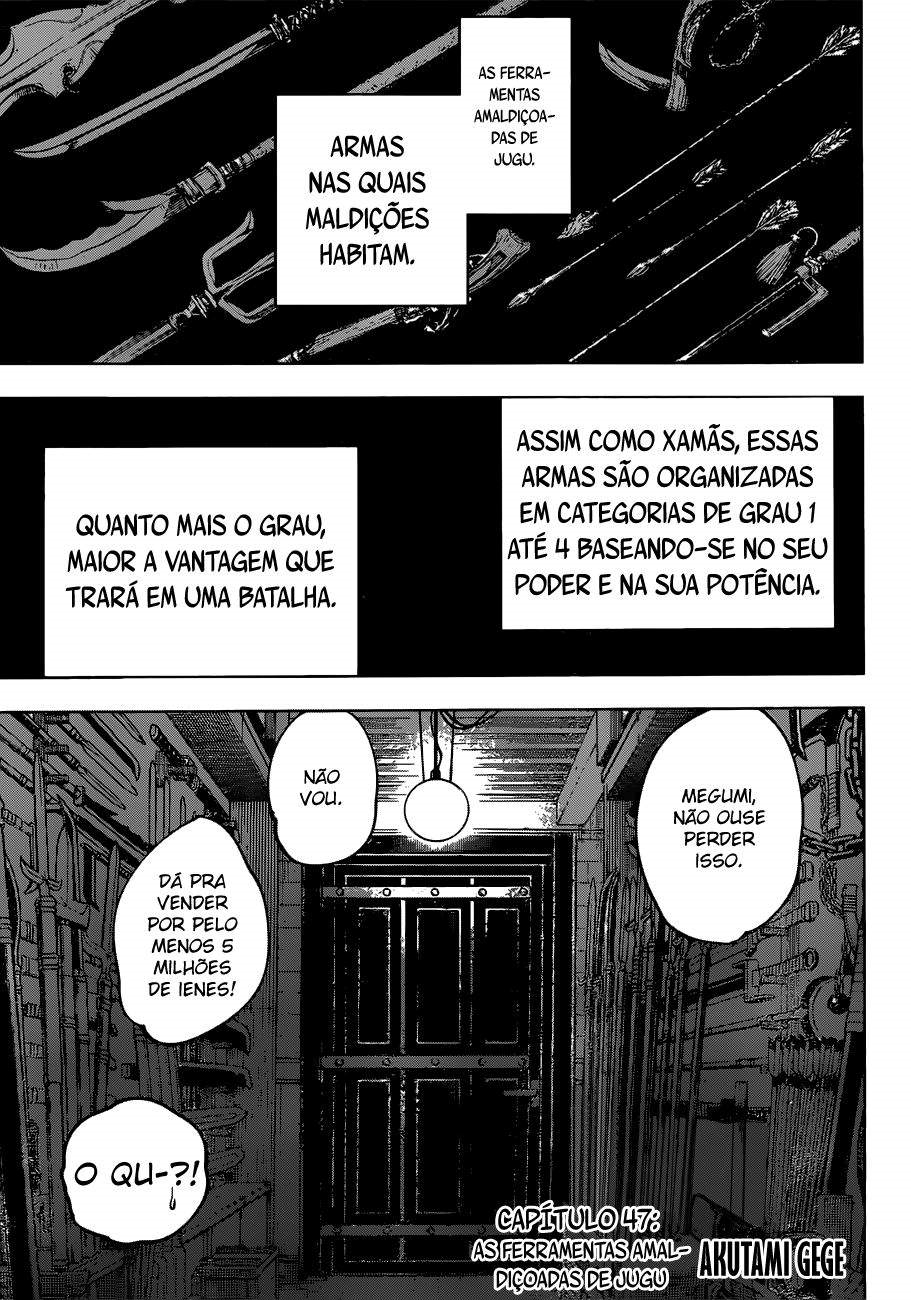 AS FERRA-
MENTAS
AMALDIÇOA-
DAS DE
JUGU.
ARMAS
NAS QUAIS
MALDIÇÕES
HABITAM.
ASSIM COMO XAMÃS, ESSAS
ARMAS SÃO ORGANIZADAS
EM CATEGORIAS DE GRAU 1
ATÉ 4 BASEANDO-SE NO SEU
PODER E NA SUA POTÊNCIA.
QUANTO MAIS O GRAU,
MAIOR A VANTAGEM QUE
TRARÁ EM UMA BATALHA.
MEGUMI,
NÃO OUSE
PERDER
ISSO.
NÃO
VOU.
DÁ PRA
VENDER
POR PELO
MENOS 5
MILHÕES
DE IENES!
O QU-?!
CAPÍTULO 47:
AS FERRAMENTAS AMAL-
DIÇOADAS DE JUGU
AKUTAMI GEGE